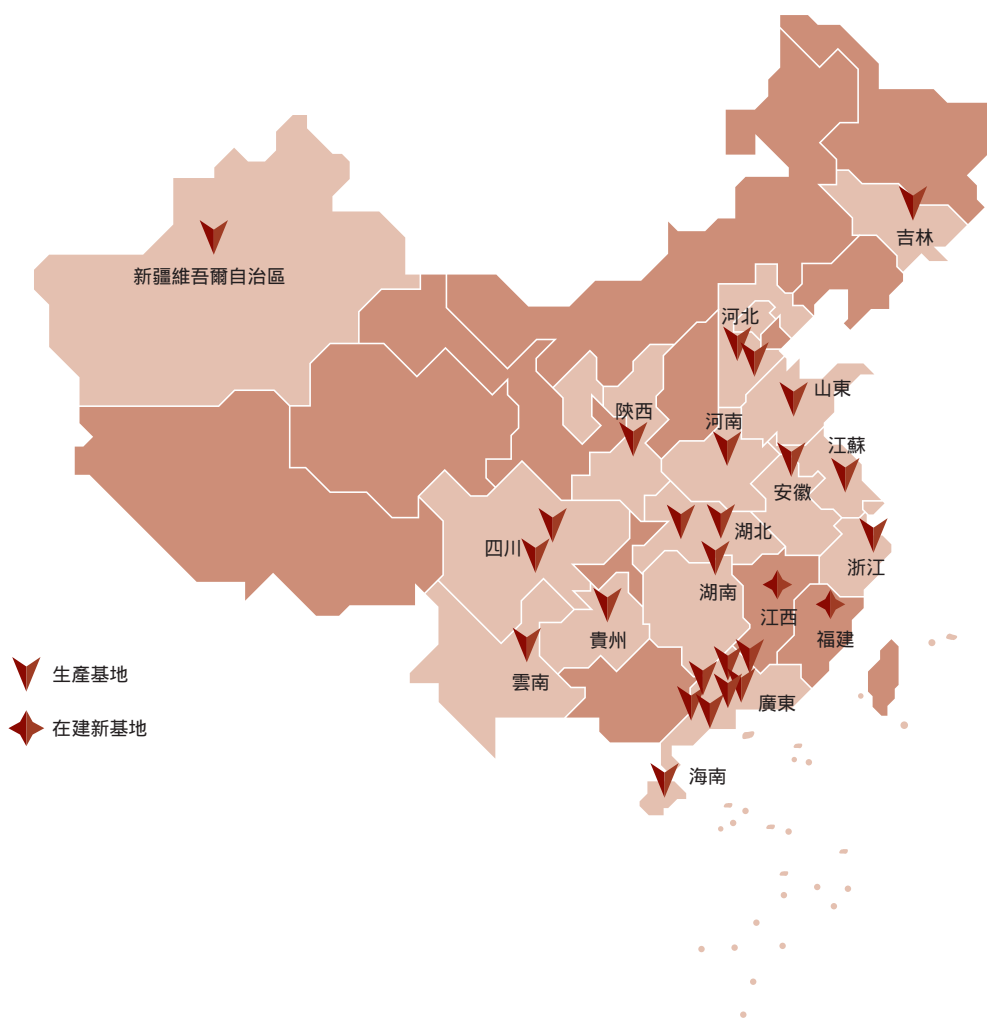 吉林
新疆維吾爾自治區
河北
山東
陝西
河南
江蘇
安徽
湖北
四川
浙江
湖南
江西
福建
貴州
雲南
廣東
海南
生產基地
在建新基地